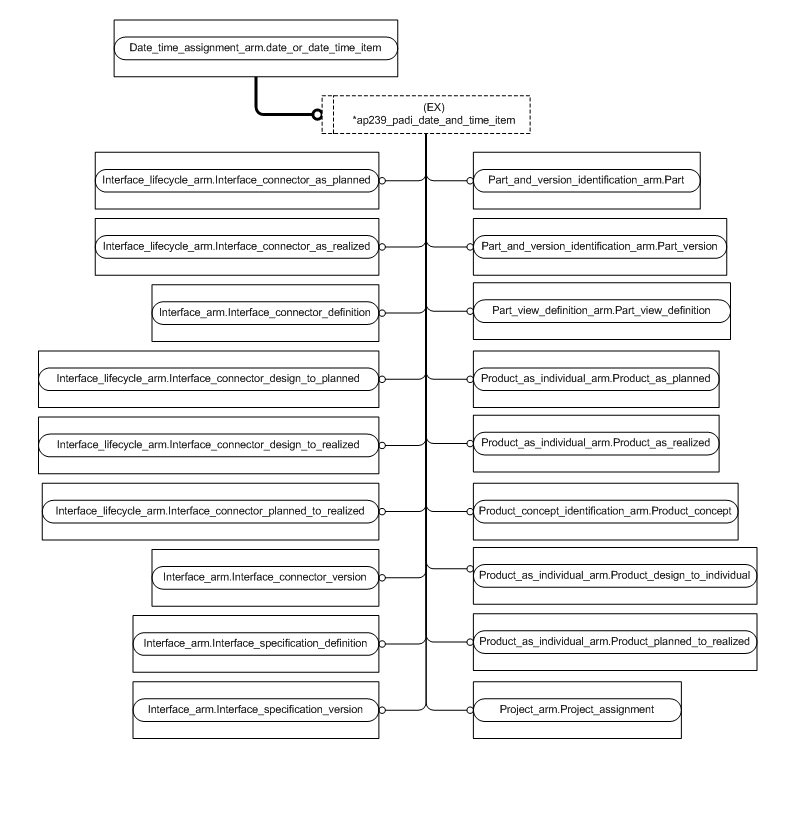 Date_time_assignment_arm.date_or_date_time_item
(EX)
*ap239_padi_date_and_time_item
Interface_lifecycle_arm.Interface_connector_as_planned
Part_and_version_identification_arm.Part
Interface_lifecycle_arm.Interface_connector_as_realized
Part_and_version_identification_arm.Part_version
Interface_arm.Interface_connector_definition
Part_view_definition_arm.Part_view_definition
Interface_lifecycle_arm.Interface_connector_design_to_planned
Product_as_individual_arm.Product_as_planned
Interface_lifecycle_arm.Interface_connector_design_to_realized
Product_as_individual_arm.Product_as_realized
Interface_lifecycle_arm.Interface_connector_planned_to_realized
Product_concept_identification_arm.Product_concept
Interface_arm.Interface_connector_version
Product_as_individual_arm.Product_design_to_individual
Interface_arm.Interface_specification_definition
Product_as_individual_arm.Product_planned_to_realized
Interface_arm.Interface_specification_version
Project_arm.Project_assignment